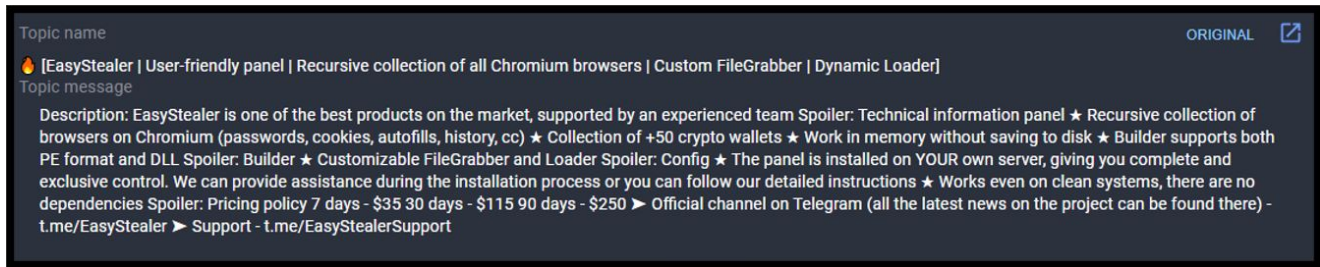 Topic name
ORIGINAL
🔥 [EasyStealer | User-friendly panel | Recursive collection of all Chromium browsers | Custom FileGrabber | Dynamic Loader]
Topic message
Description: EasyStealer is one of the best products on the market, supported by an experienced team Spoiler: Technical information panel ★ Recursive collection of
browsers on Chromium (passwords, cookies, autofills, history, cc) ★ Collection of +50 crypto wallets ★ Work in memory without saving to disk ★ Builder supports both
PE format and DLL Spoiler: Builder ★ Customizable FileGrabber and Loader Spoiler: Config ★ The panel is installed on YOUR own server, giving you complete and
exclusive control. We can provide assistance during the installation process or you can follow our detailed instructions ★ Works even on clean systems, there are no
dependencies Spoiler: Pricing policy 7 days - $35 30 days - $115 90 days - $250 ➤ Official channel on Telegram (all the latest news on the project can be found there) -
t.me/EasyStealer ➤ Support - t.me/EasyStealerSupport